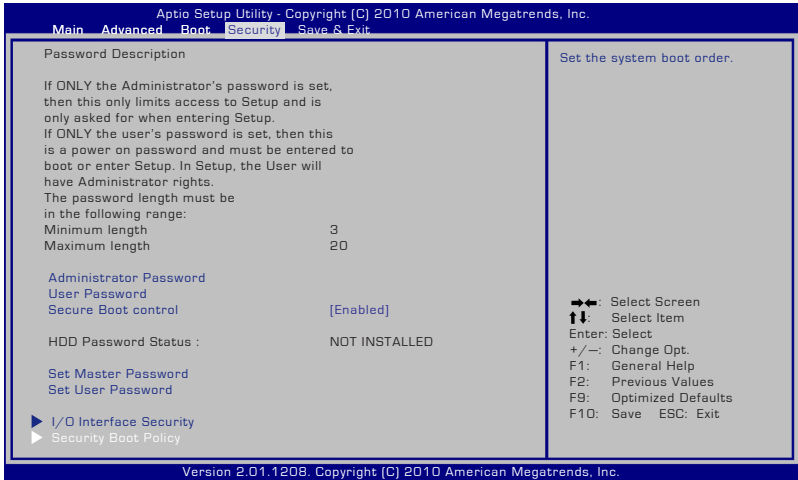 Aptio Setup Utility - Copyright (C) 2010 American Megatrends, Inc.
Main Advanced Boot Security Save & Exit
Password Description
If ONLY the Administrator's password is set,
then this only limits access to Setup and is
only asked for when entering Setup.
If ONLY the user's password is set, then this
is a power on password and must be entered to
boot or enter Setup. In Setup, the User will
have Administrator rights.
The password length must be
in the following range:
Minimum length 3
Maximum length 20
Administrator Password
User Password
Secure Boot control [Enabled]
HDD Password Status : NOT INSTALLED
Set Master Password
Set User Password
I/O Interface Security
Security Boot Policy
Set the system boot order.
→←: Select Screen
↑↓: Select Item
Enter: Select
+/—: Change Opt.
F1: General Help
F2: Previous Values
F9: Optimized Defaults
F10: Save ESC: Exit
Version 2.01.1208. Copyright (C) 2010 American Megatrends, Inc.